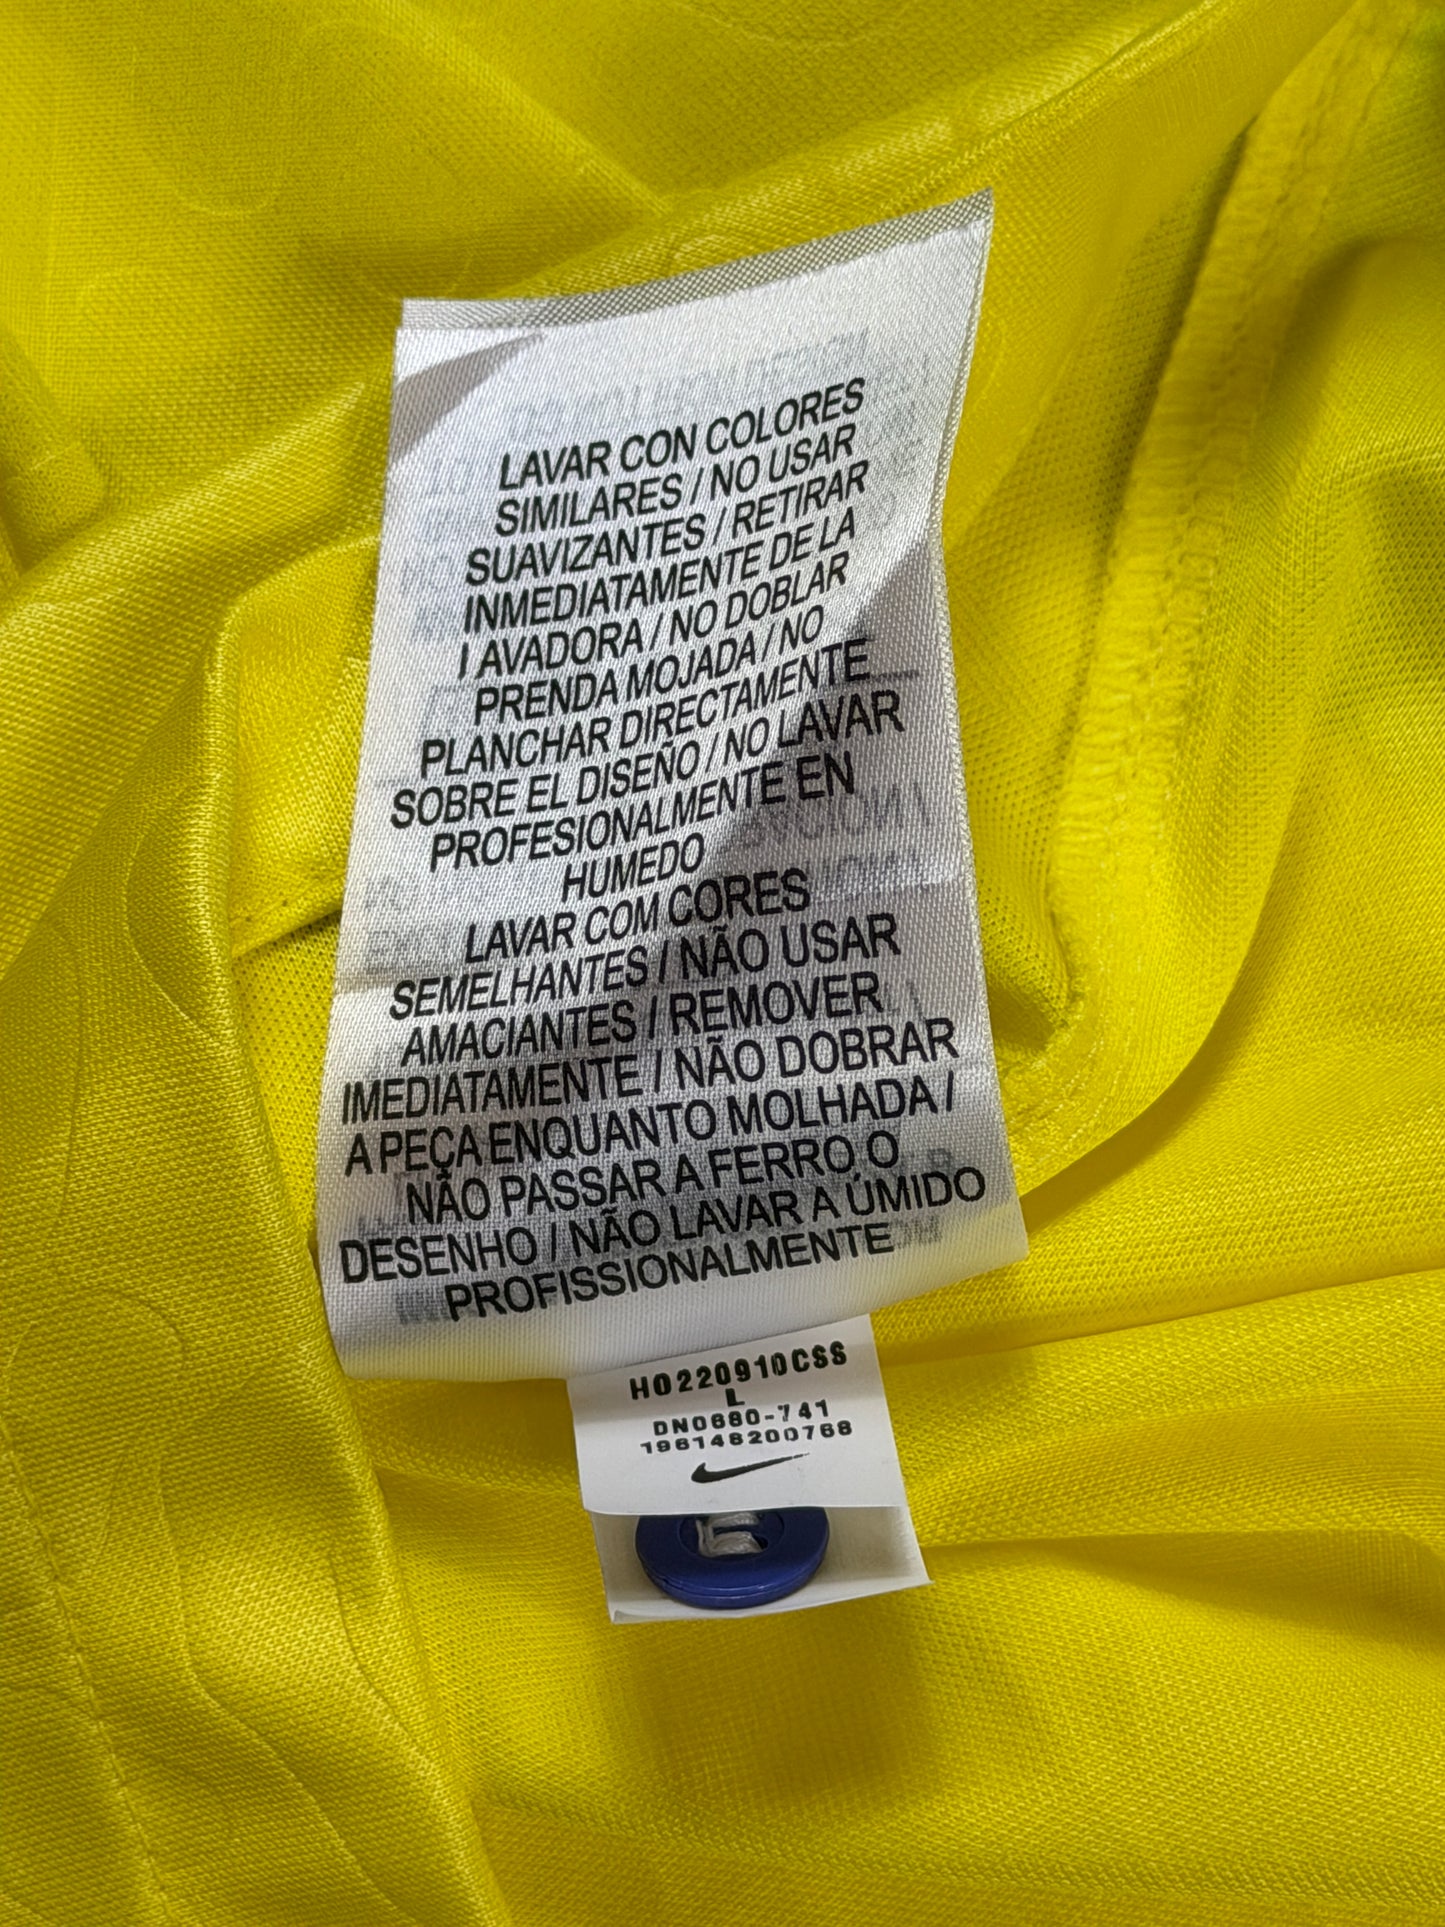 LAVAR CON COLORES
SIMILARES / NO USAR
SUAVIZANTES / RETIRAR
INMEDIATAMENTE DE LA
LAVADORA / NO DOBLAR
PRENDA MOJADA / NO
PLANCHAR DIRECTAMENTE
SOBRE EL DISEÑO / NO LAVAR
PROFESIONALMENTE EN
HUMEDO
LAVAR COM CORES
SEMELHANTES / NÃO USAR
AMACIANTES / REMOVER
IMEDIATAMENTE / NÃO DOBRAR
A PEÇA ENQUANTO MOLHADA /
NÃO PASSAR A FERRO O
DESENHO / NÃO LAVAR A ÚMIDO
PROFISSIONALMENTE
HO220910CSS
L
DN0680-741
196148200768